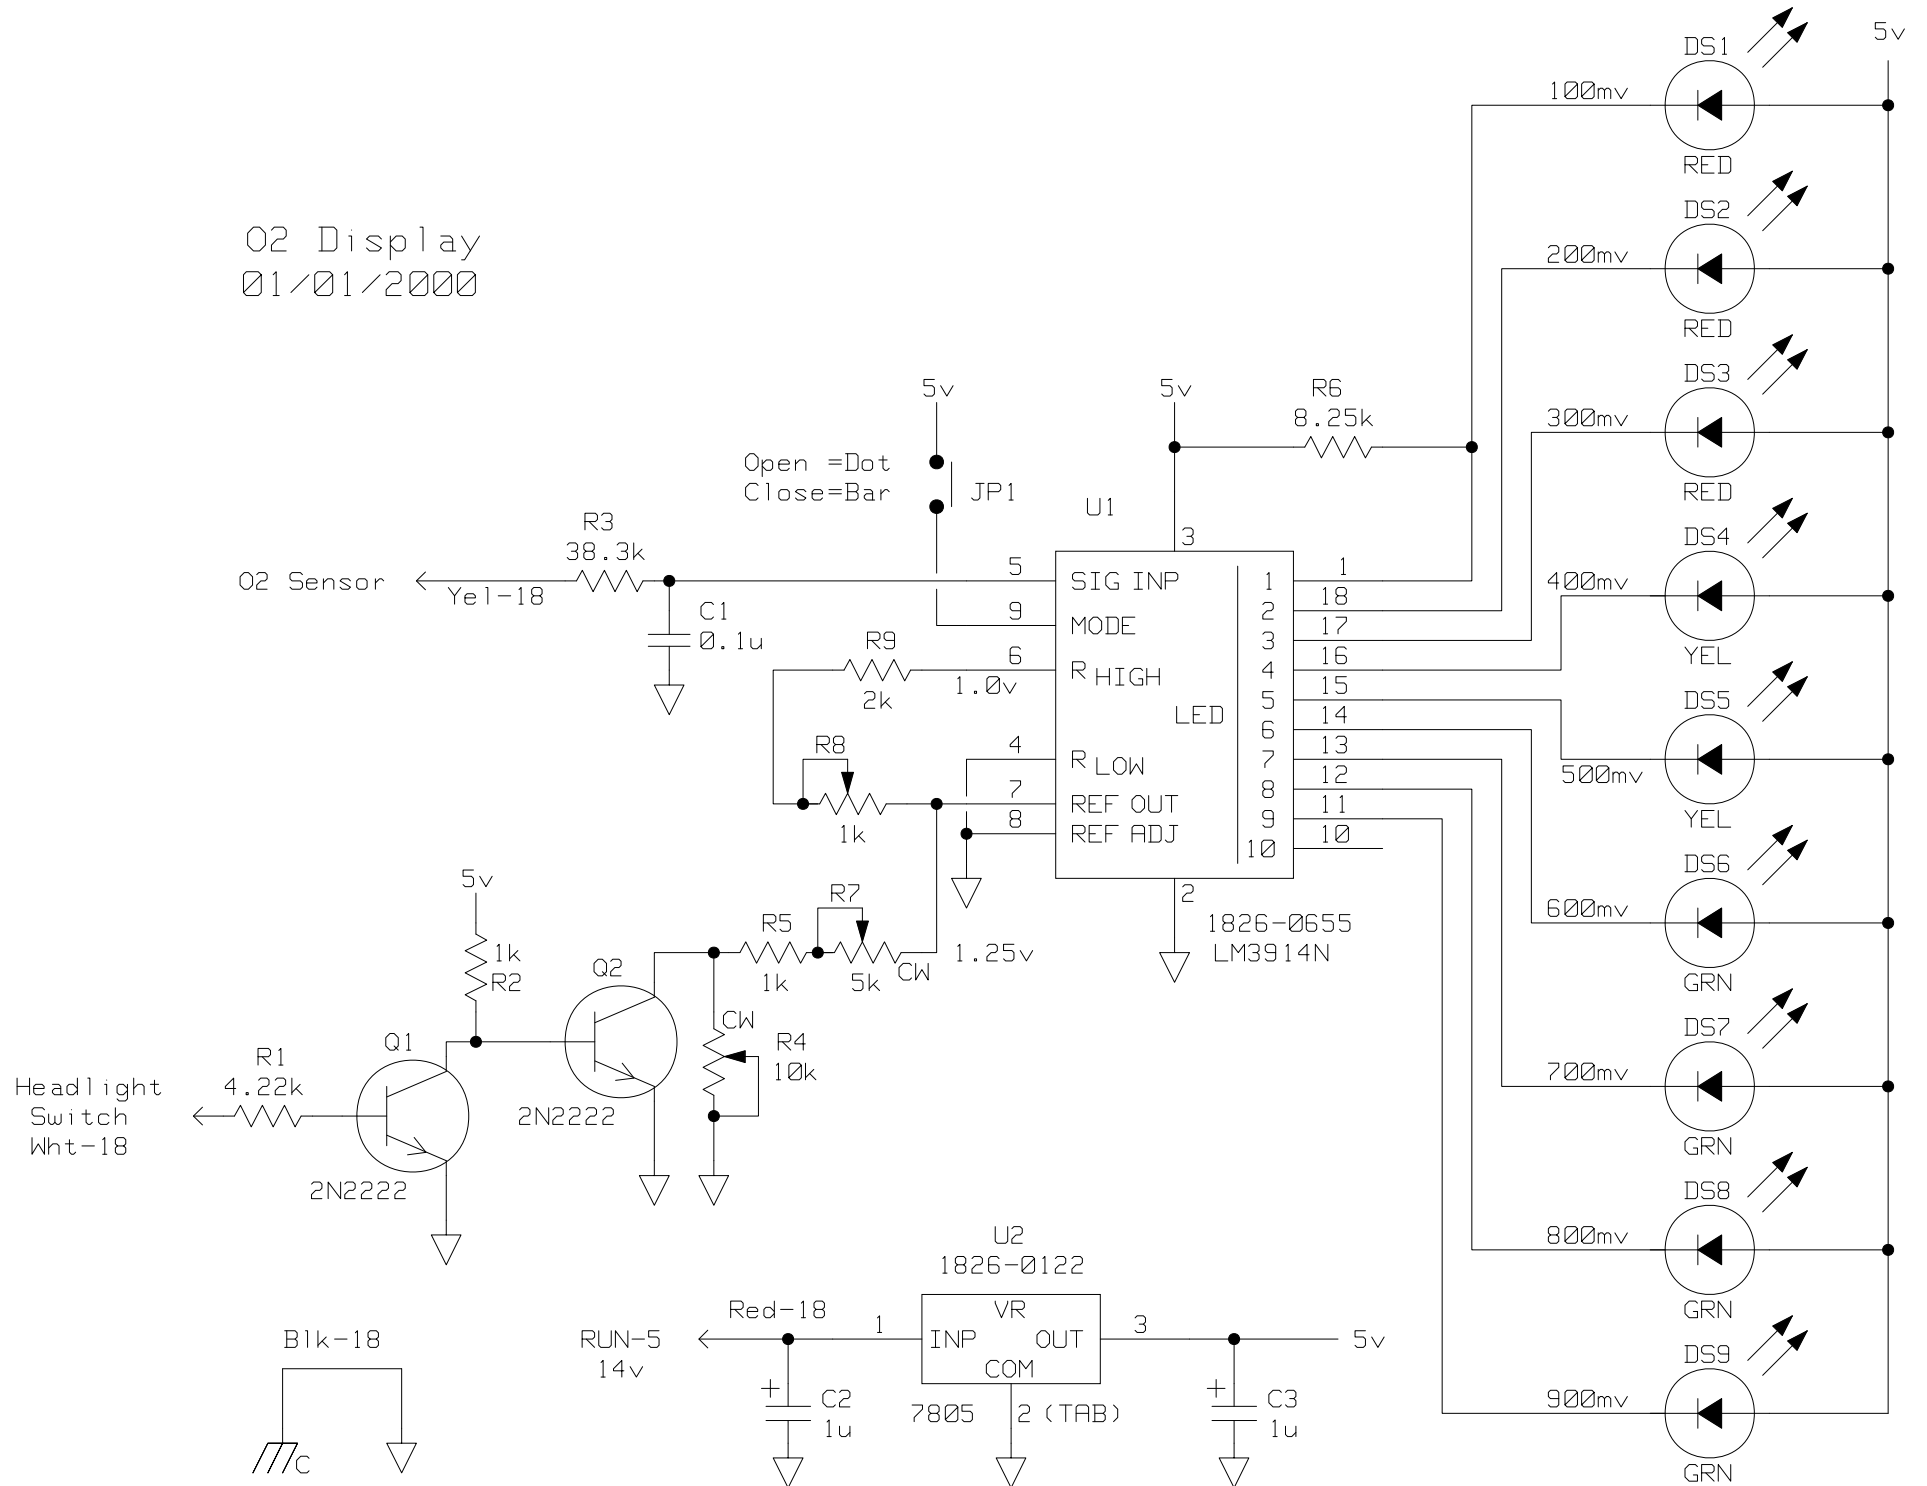 O2 Display
01/01/2000
5v
Open =Dot
Close=Bar
JP1
5v
R6
8.25k
U1
3
R3
38.3k
O2 Sensor
Yel-18
C1
0.1u
5
9
6
1.0v
4
7
8
R9
2k
R8
1k
SIG INP
MODE
R HIGH
R LOW
REF OUT
REF ADJ
LED
1
2
3
4
5
6
7
8
9
10
1
18
17
16
15
14
13
12
11
10
2
1826-0655
LM3914N
5v
1k
R2
Q1
2N2222
R1
4.22k
Headlight
Switch
Wht-18
Q2
2N2222
R5
1k
R7
5k
CW
1.25v
CW
R4
10k
Blk-18
C
U2
1826-0122
RUN-5
14v
Red-18
1
VR
INP
OUT
COM
3
5v
7805
2 (TAB)
+
C2
1u
+
C3
1u
5v
DS1
100mv
RED
DS2
200mv
RED
DS3
300mv
RED
DS4
400mv
YEL
DS5
500mv
YEL
DS6
600mv
GRN
DS7
700mv
GRN
DS8
800mv
GRN
DS9
900mv
GRN